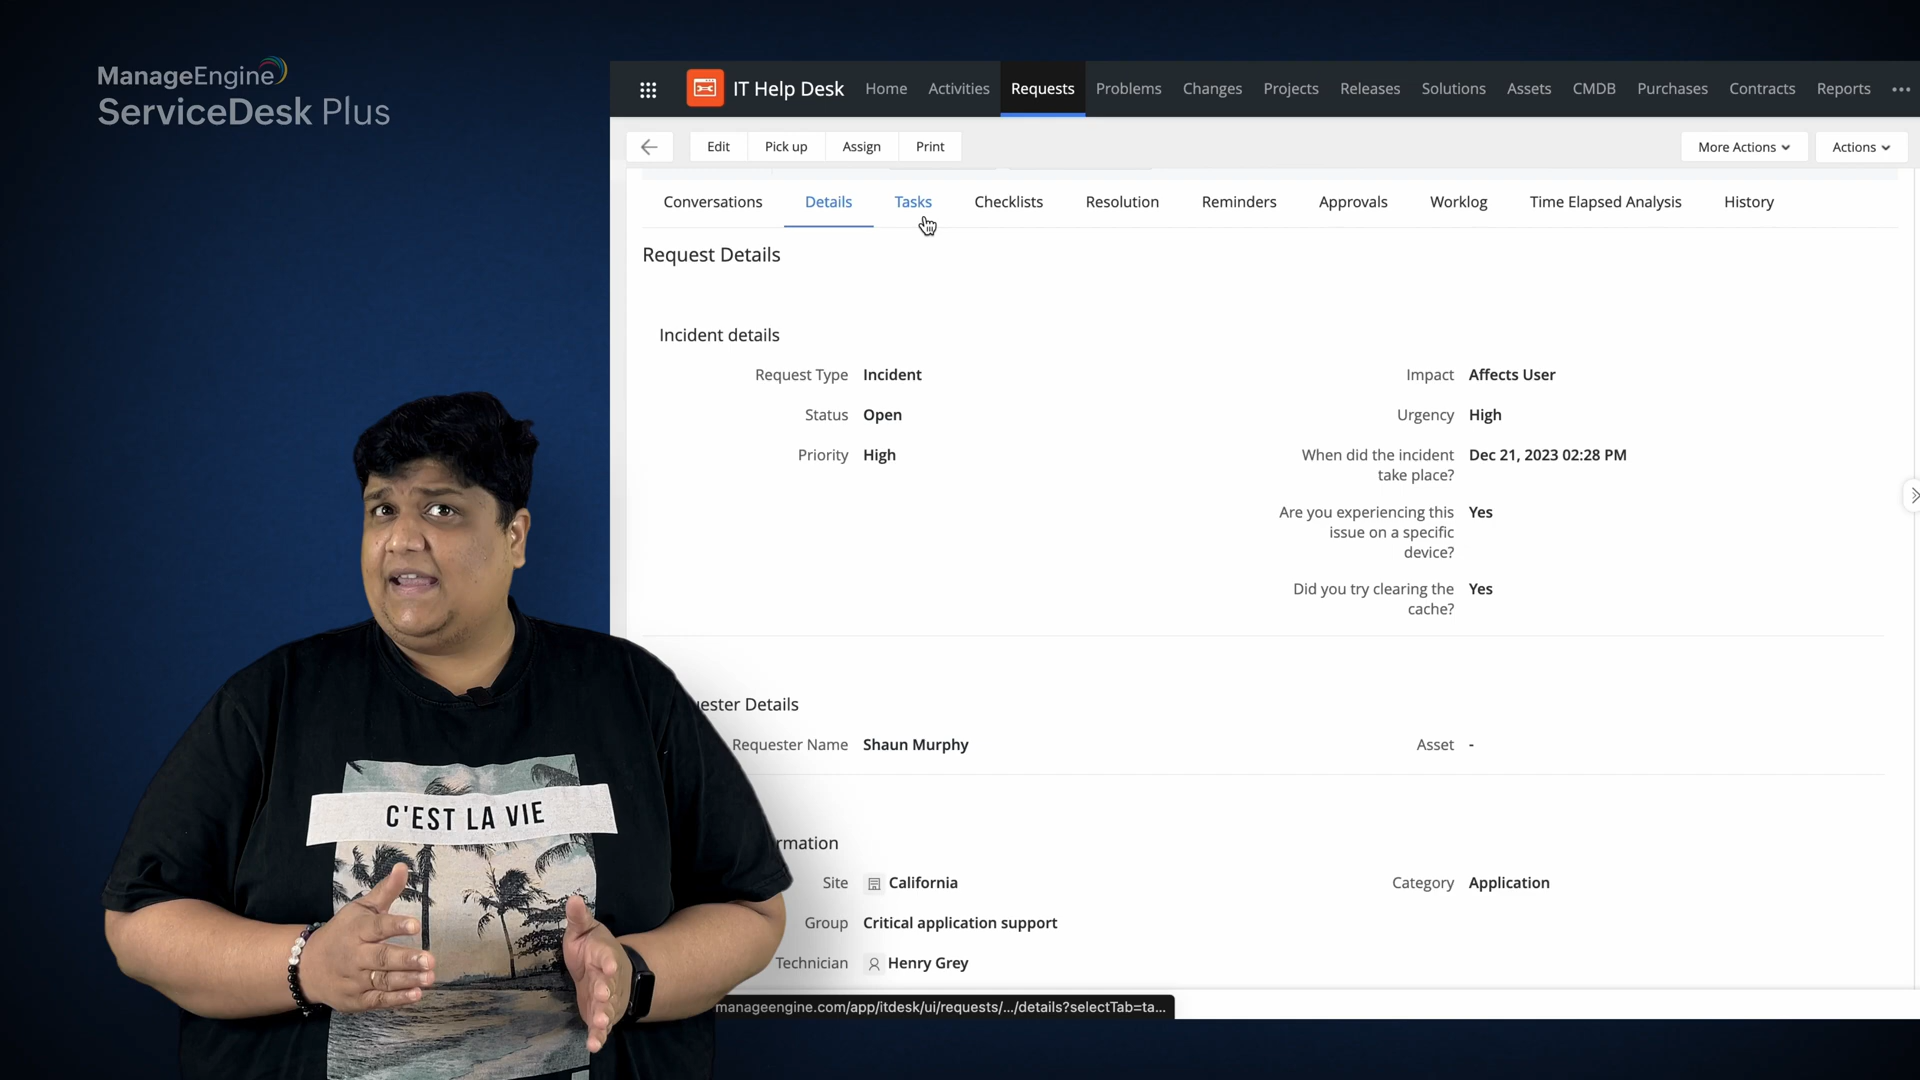 ManageEngine
ServiceDesk Plus
IT Help Desk Home Activities Requests Problems Changes Projects Releases Solutions Assets CMDB Purchases Contracts Reports
Edit Pick up Assign Print More Actions Actions
Conversations Details Tasks Checklists Resolution Reminders Approvals Worklog Time Elapsed Analysis History
Request Details
Incident details
Request Type Incident Impact Affects User
Status Open Urgency High
Priority High When did the incident Dec 21, 2023 02:28 PM
take place?
Are you experiencing this Yes
issue on a specific
device?
Did you try clearing the Yes
cache?
ester Details
Requester Name Shaun Murphy Asset -
rmation
Site California Category Application
Group Critical application support
Technician Henry Grey
manageengine.com/app/itdesk/ui/requests/.../details?selectTab=ta...
C'EST LA VIE